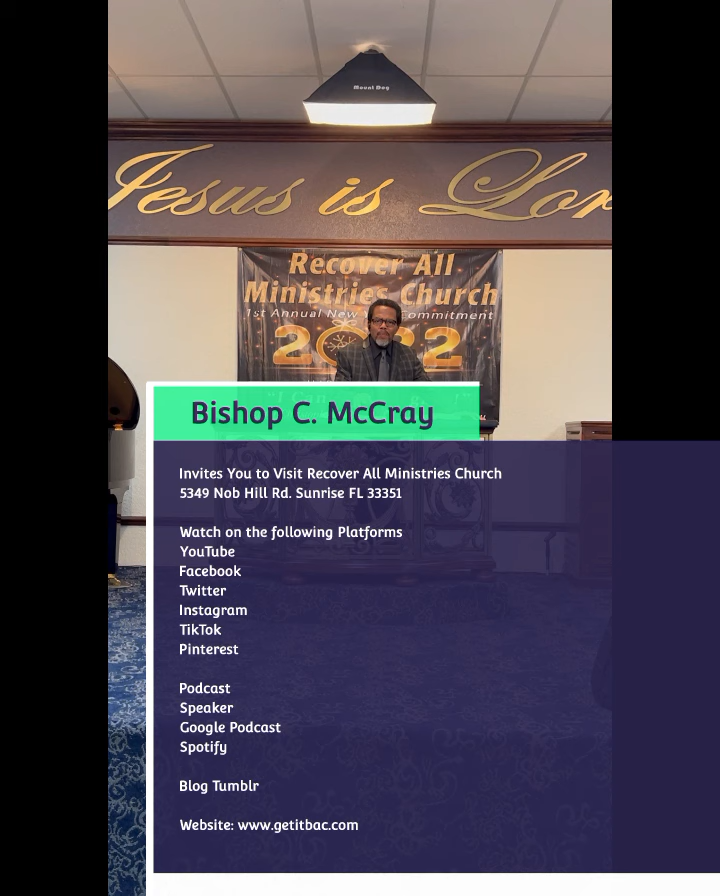 Mount Dog
Jesus is Lor
Recover All
Ministries Church
1st Annual New Commitment
2022
"I Can
Bishop C. McCray
Invites You to Visit Recover All Ministries Church
5349 Nob Hill Rd. Sunrise FL 33351
Watch on the following Platforms
YouTube
Facebook
Twitter
Instagram
TikTok
Pinterest
Podcast
Speaker
Google Podcast
Spotify
Blog Tumblr
Website: www.getitbac.com